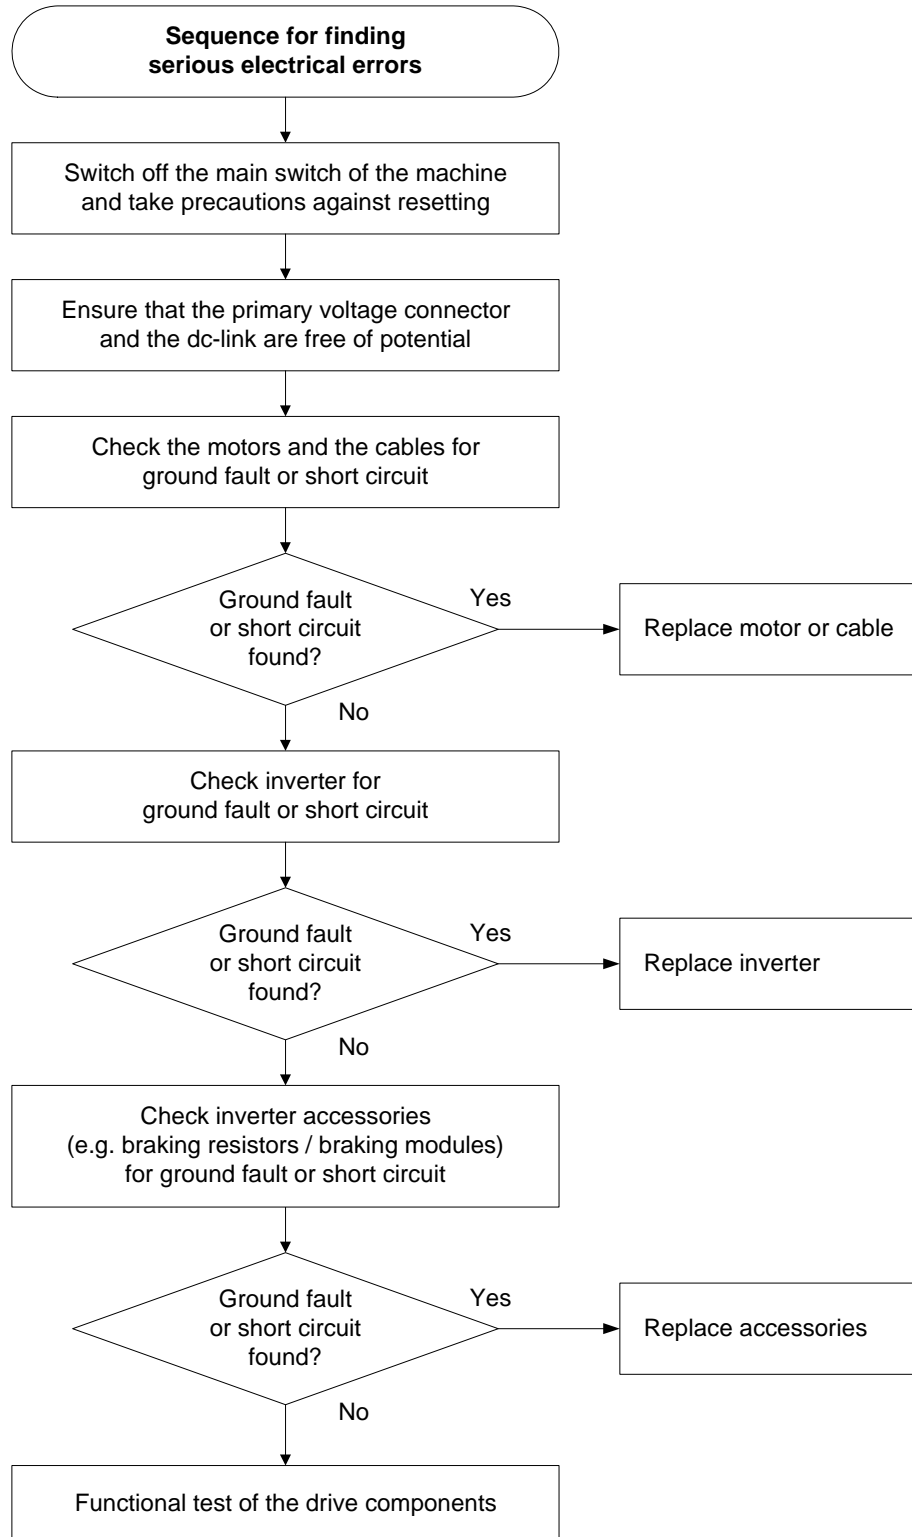 Sequence for finding
serious electrical errors
Switch off the main switch of the machine
and take precautions against resetting
Ensure that the primary voltage connector
and the dc-link are free of potential
Check the motors and the cables for
ground fault or short circuit
Ground fault
or short circuit
found?
Yes
Replace motor or cable
No
Check inverter for
ground fault or short circuit
Ground fault
or short circuit
found?
Yes
Replace inverter
No
Check inverter accessories
(e.g. braking resistors / braking modules)
for ground fault or short circuit
Ground fault
or short circuit
found?
Yes
Replace accessories
No
Functional test of the drive components